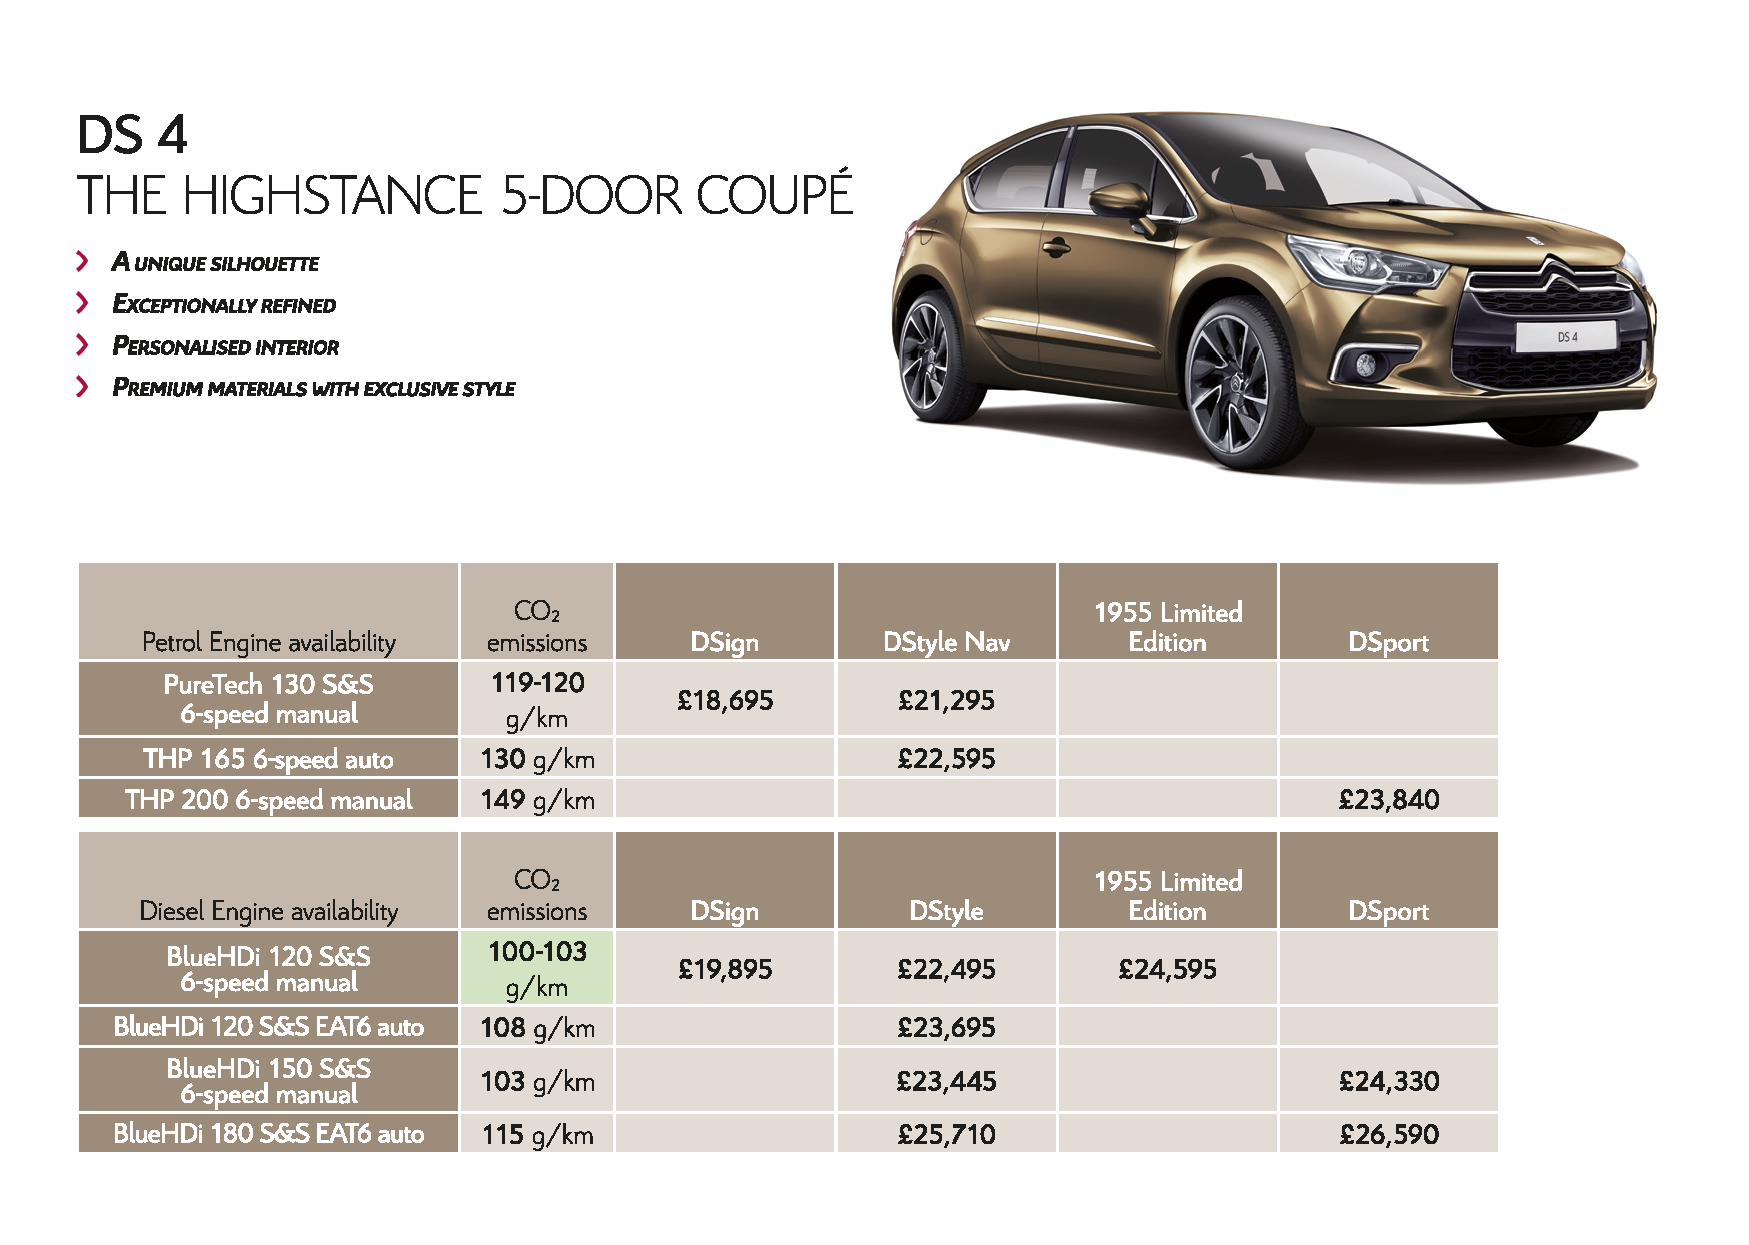 DS 4
THE HIGHSTANCE 5-DOOR COUPÉ
A UNIQUE SILHOUETTE
EXCEPTIONALLY REFINED
PERSONALISED INTERIOR
PREMIUM MATERIALS WITH EXCLUSIVE STYLE
DS 4
Petrol Engine availability
CO₂
emissions
DSign
DStyle Nav
1955 Limited
Edition
DSport
PureTech 130 S&S
6-speed manual
119-120
g/km
£18,695
£21,295
THP 165 6-speed auto
130 g/km
£22,595
THP 200 6-speed manual
149 g/km
£23,840
Diesel Engine availability
CO₂
emissions
DSign
DStyle
1955 Limited
Edition
DSport
BlueHDi 120 S&S
6-speed manual
100-103
g/km
£19,895
£22,495
£24,595
BlueHDi 120 S&S EAT6 auto
108 g/km
£23,695
BlueHDi 150 S&S
6-speed manual
103 g/km
£23,445
£24,330
BlueHDi 180 S&S EAT6 auto
115 g/km
£25,710
£26,590